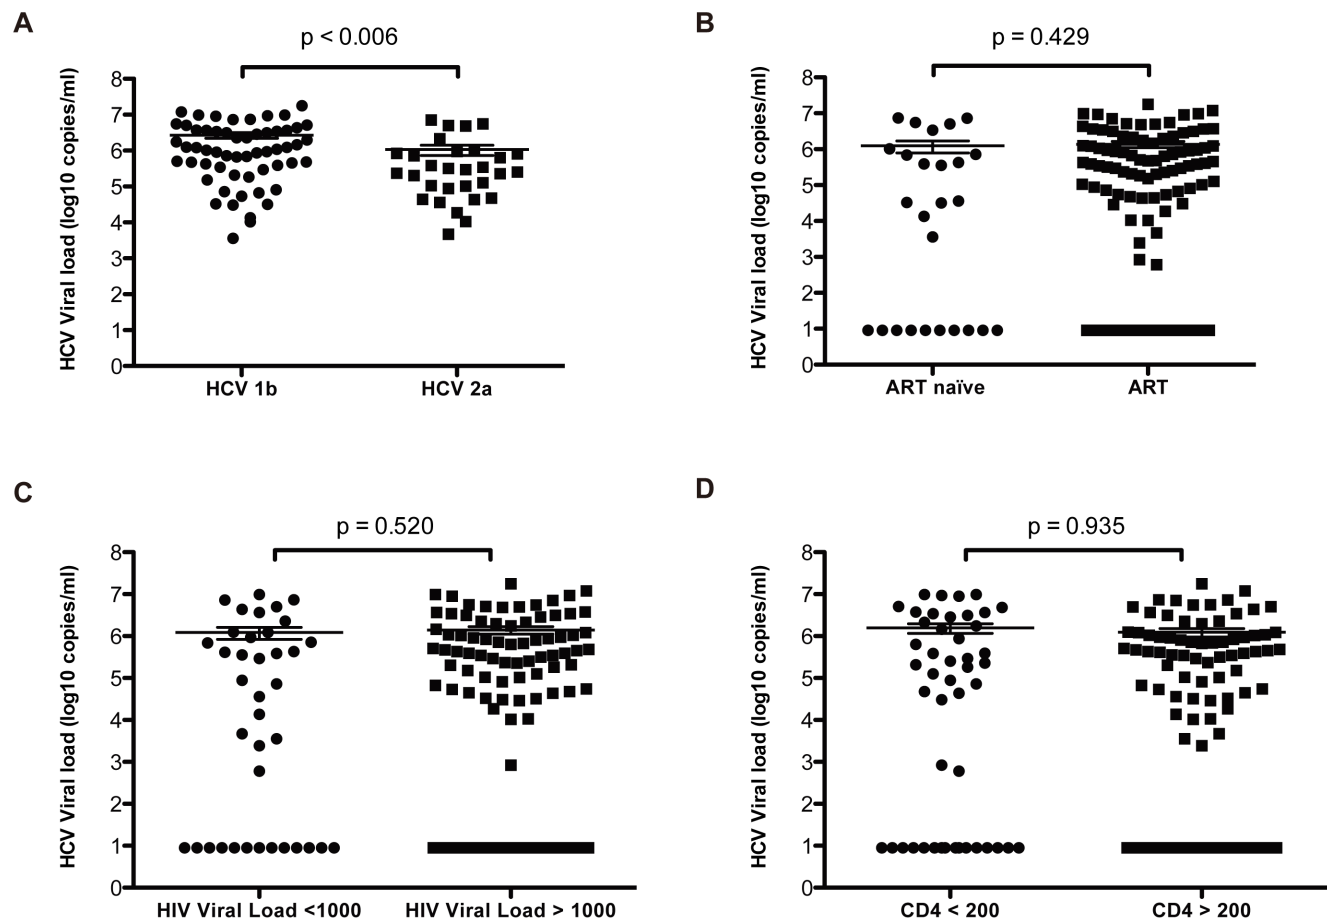 A
p < 0.006
HCV Viral load (log10 copies/ml)
8
7
6
5
4
3
2
1
0
HCV 1b
HCV 2a
B
p = 0.429
HCV Viral load (log10 copies/ml)
8
7
6
5
4
3
2
1
0
ART naïve
ART
C
p = 0.520
HCV Viral load (log10 copies/ml)
8
7
6
5
4
3
2
1
0
HIV Viral Load <1000
HIV Viral Load > 1000
D
p = 0.935
HCV Viral load (log10 copies/ml)
8
7
6
5
4
3
2
1
0
CD4 < 200
CD4 > 200